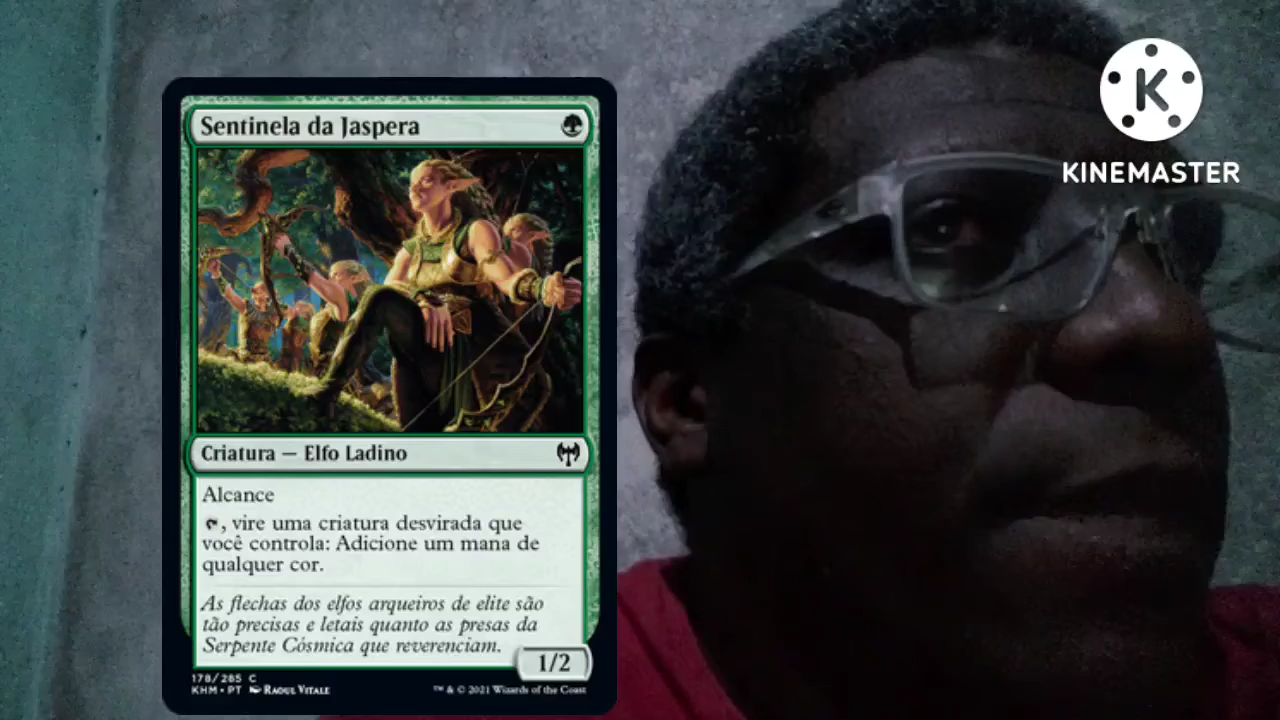 Sentinela da Jaspera
Criatura — Elfo Ladino
Alcance
, vire uma criatura desvirada que
você controla: Adicione um mana de
qualquer cor.
As flechas dos elfos arqueiros de elite são
tão precisas e letais quanto as presas da
Serpente Cósmica que reverenciam.
1/2
178/285 C
KHM • PT Raoul Vitale
™ & © 2021 Wizards of the Coast
K
KINEMASTER